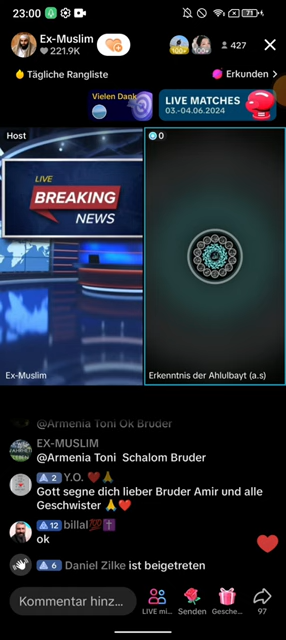 23:00
71
Ex-Muslim
221.9K
100+
100+
427
Tägliche Rangliste
Erkunden
Vielen Dank
LIVE MATCHES
03.-04.06.2024
Host
0
LIVE
BREAKING
NEWS
Ex-Muslim
Erkenntnis der Ahlulbayt (a.s)
@Armenia Toni Ok Bruder
EX-MUSLIM
@Armenia Toni Schalom Bruder
2 Y.O. ❤️🙏
Gott segne dich lieber Bruder Amir und alle
Geschwister 🙏❤️
12 billal💯✝️
ok
6 Daniel Zilke ist beigetreten
Kommentar hinz...
LIVE mi...
Senden
Gesche...
97